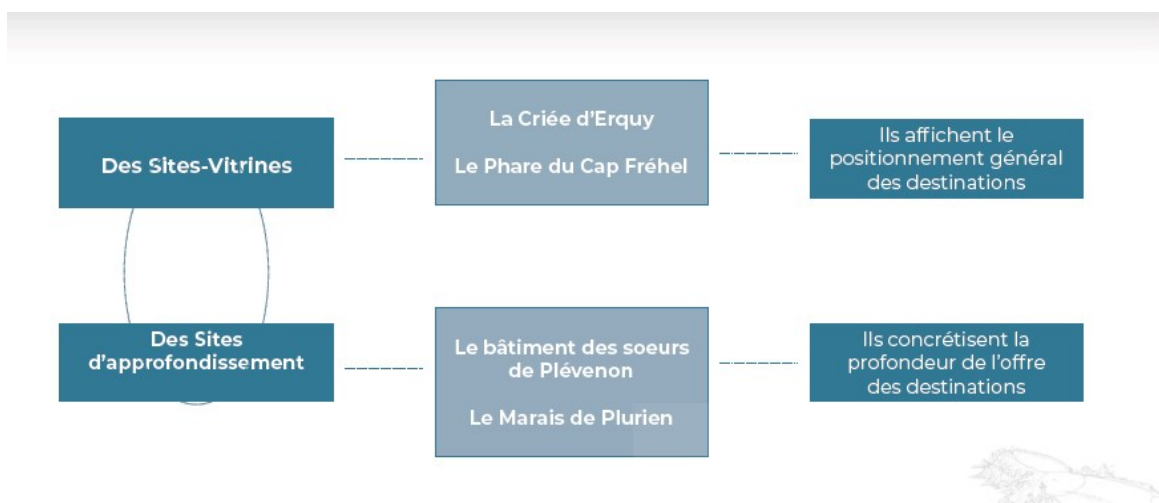 Des Sites-Vitrines
La Criée d'Erquy
Le Phare du Cap Fréhel
Ils affichent le
positionnement général
des destinations
Des Sites
d'approfondissement
Le bâtiment des soeurs
de Plévenon
Le Marais de Plurien
Ils concrétisent la
profondeur de l'offre
des destinations